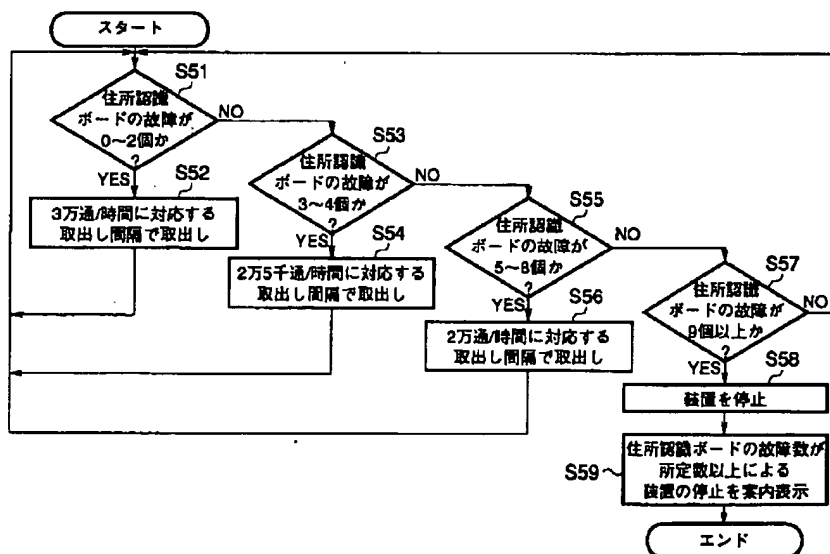 スタート
S51
住所認識
ボードの故障が
0〜2個か
?
NO
YES
S52
3万通/時間に対応する
取出し間隔で取出し
S53
住所認識
ボードの故障が
3〜4個か
?
NO
YES
S54
2万5千通/時間に対応する
取出し間隔で取出し
S55
住所認識
ボードの故障が
5〜8個か
?
NO
YES
S56
2万通/時間に対応する
取出し間隔で取出し
S57
住所認識
ボードの故障が
9個以上か
?
NO
YES
S58
装置を停止
S59
住所認識ボードの故障数が
所定数以上による
装置の停止を案内表示
エンド